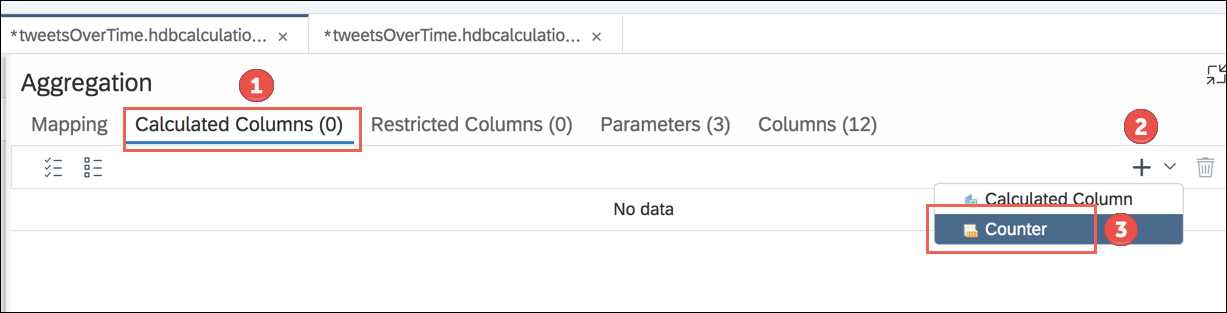 *tweetsOverTime.hdbcalculatio... × *tweetsOverTime.hdbcalculatio... ×
Aggregation
1
Mapping Calculated Columns (0) Restricted Columns (0) Parameters (3) Columns (12)
2
No data
Calculated Column
Counter
3